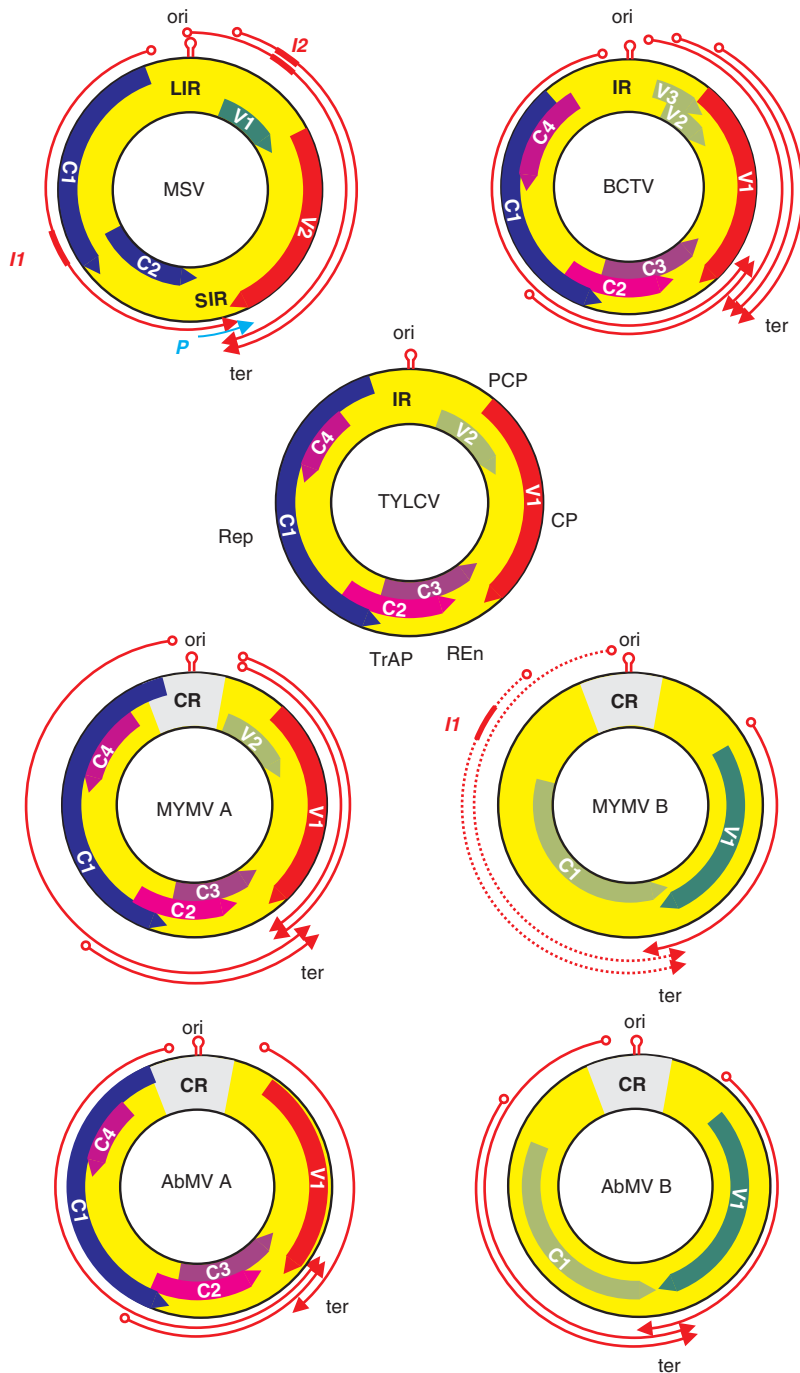 ori
I2
LIR
V1
C1
MSV
V2
I1
C2
SIR
P
ter
ori
IR
V3
V2
C4
V1
BCTV
C1
C3
C2
ter
ori
PCP
IR
V2
C4
V1
TYLCV
C1
CP
Rep
C3
C2
TrAP
REn
ori
CR
V2
C4
MYMV A
V1
C1
C3
C2
ter
ori
CR
I1
MYMV B
V1
C1
ter
ori
CR
C4
AbMV A
V1
C1
C3
C2
ter
ori
CR
AbMV B
V1
C1
ter